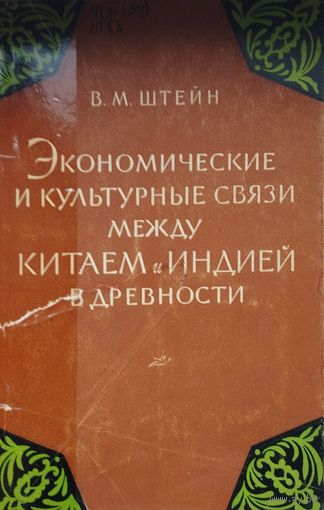 В. М. ШТЕЙН
ЭКОНОМИЧЕСКИЕ
И КУЛЬТУРНЫЕ СВЯЗИ
МЕЖДУ
КИТАЕМ и ИНДИЕЙ
В ДРЕВНОСТИ